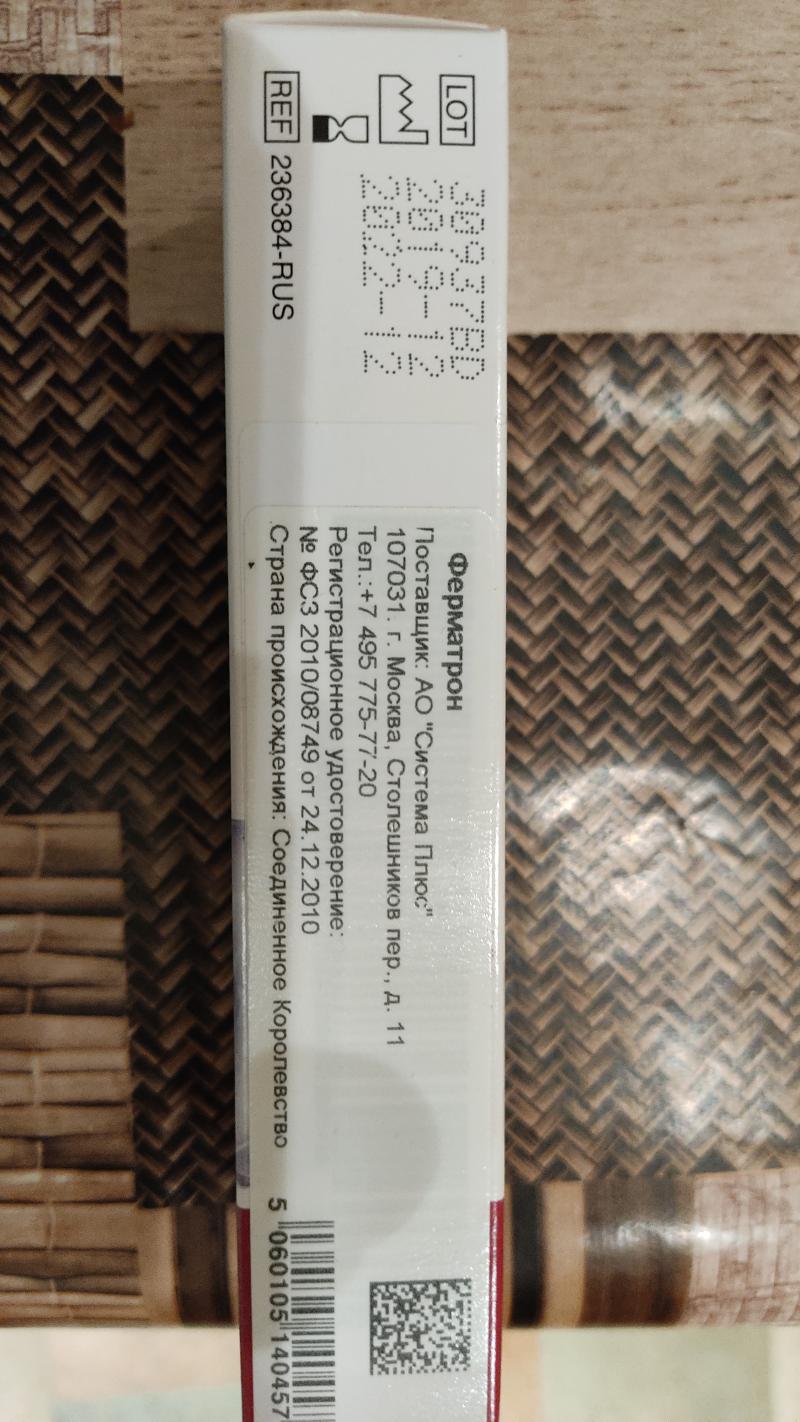 LOT 30937BD
2019-12
2022-12
REF 236384-RUS
Ферматрон
Поставщик: АО "Система Плюс"
107031. г. Москва, Столешников пер., д. 11
Тел.:+7 495 775-77-20
Регистрационное удостоверение:
№ ФСЗ 2010/08749 от 24.12.2010
Страна происхождения: Соединенное Королевство
5 060105 140457